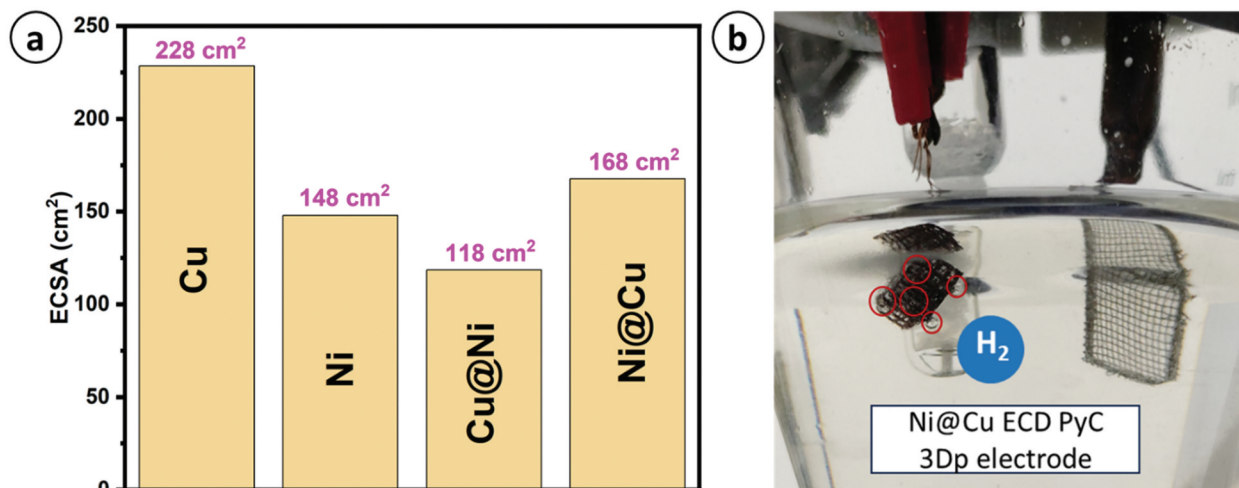 a
250
200
150
100
50
0
ECSA (cm²)
228 cm²
148 cm²
118 cm²
168 cm²
Cu
Ni
Cu@Ni
Ni@Cu
b
H₂
Ni@Cu ECD PyC
3Dp electrode